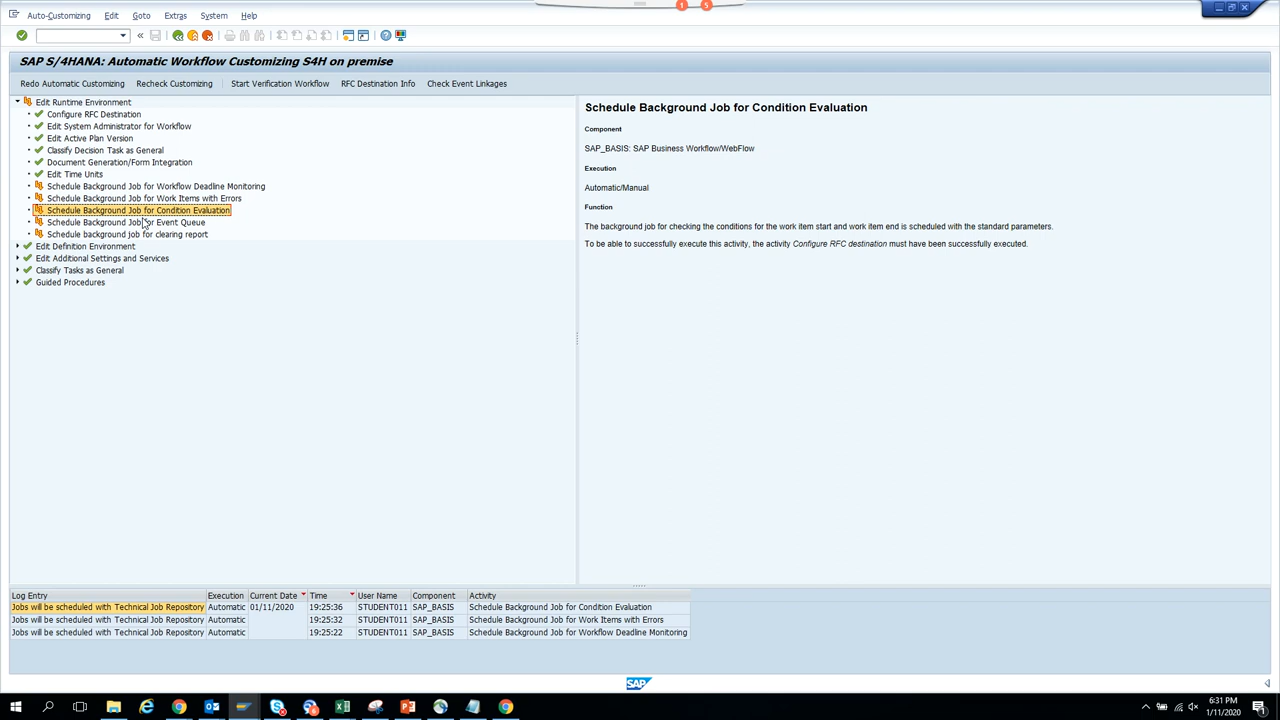 1 5
Auto-Customizing Edit Goto Extras System Help
SAP S/4HANA: Automatic Workflow Customizing S4H on premise
Redo Automatic Customizing Recheck Customizing Start Verification Workflow RFC Destination Info Check Event Linkages
Edit Runtime Environment
Configure RFC Destination
Edit System Administrator for Workflow
Edit Active Plan Version
Classify Decision Task as General
Document Generation/Form Integration
Edit Time Units
Schedule Background Job for Workflow Deadline Monitoring
Schedule Background Job for Work Items with Errors
Schedule Background Job for Condition Evaluation
Schedule Background Job for Event Queue
Schedule background job for clearing report
Edit Definition Environment
Edit Additional Settings and Services
Classify Tasks as General
Guided Procedures
Schedule Background Job for Condition Evaluation
Component
SAP_BASIS: SAP Business Workflow/WebFlow
Execution
Automatic/Manual
Function
The background job for checking the conditions for the work item start and work item end is scheduled with the standard parameters.
To be able to successfully execute this activity, the activity Configure RFC destination must have been successfully executed.
Log Entry Execution Current Date Time User Name Component Activity
Jobs will be scheduled with Technical Job Repository Automatic 01/11/2020 19:25:36 STUDENT011 SAP_BASIS Schedule Background Job for Condition Evaluation
Jobs will be scheduled with Technical Job Repository Automatic 19:25:32 STUDENT011 SAP_BASIS Schedule Background Job for Work Items with Errors
Jobs will be scheduled with Technical Job Repository Automatic 19:25:22 STUDENT011 SAP_BASIS Schedule Background Job for Workflow Deadline Monitoring
SAP
6:31 PM
1/11/2020